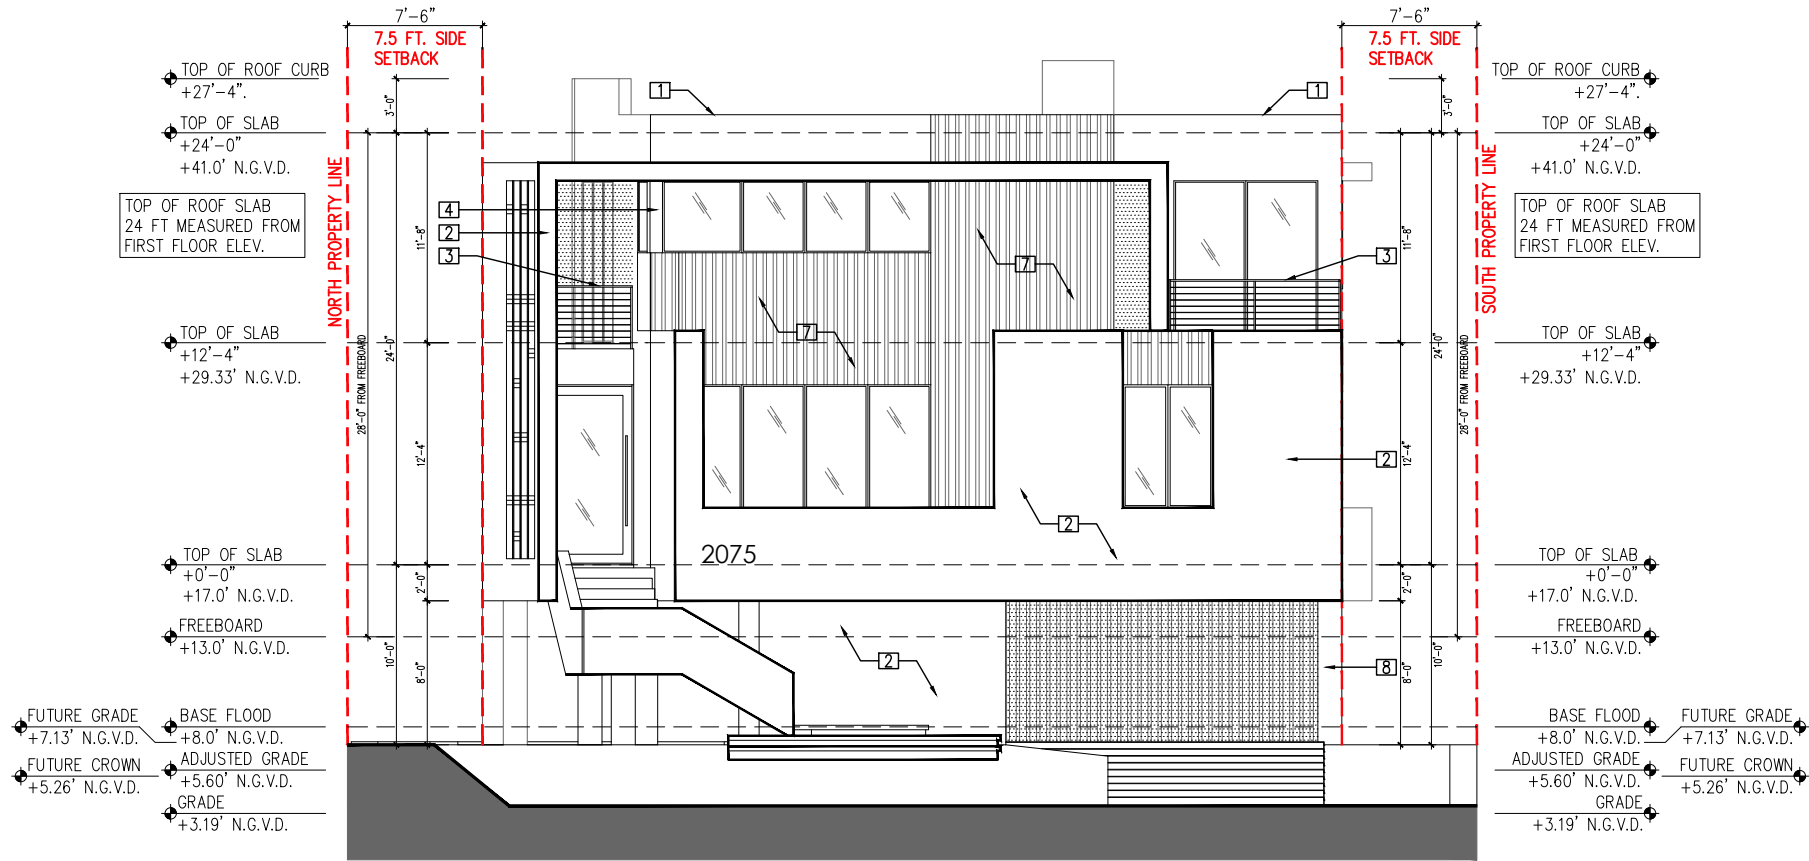 7'-6"
7.5 FT. SIDE
SETBACK
7'-6"
7.5 FT. SIDE
SETBACK
TOP OF ROOF CURB
+27'-4".
TOP OF SLAB
+24'-0"
+41.0' N.G.V.D.
TOP OF ROOF SLAB
24 FT MEASURED FROM
FIRST FLOOR ELEV.
TOP OF SLAB
+12'-4"
+29.33' N.G.V.D.
TOP OF SLAB
+0'-0"
+17.0' N.G.V.D.
FREEBOARD
+13.0' N.G.V.D.
FUTURE GRADE
+7.13' N.G.V.D.
BASE FLOOD
+8.0' N.G.V.D.
FUTURE CROWN
+5.26' N.G.V.D.
ADJUSTED GRADE
+5.60' N.G.V.D.
GRADE
+3.19' N.G.V.D.
NORTH PROPERTY LINE
28'-0" FROM FREEBOARD
3'-0"
24'-0"
10'-0"
11'-8"
12'-4"
2'-0"
8'-0"
1
1
4
2
3
7
7
3
2
2
2
8
2075
3'-0"
11'-8"
12'-4"
2'-0"
8'-0"
24'-0"
10'-0"
28'-0" FROM FREEBOARD
SOUTH PROPERTY LINE
TOP OF ROOF CURB
+27'-4".
TOP OF SLAB
+24'-0"
+41.0' N.G.V.D.
TOP OF ROOF SLAB
24 FT MEASURED FROM
FIRST FLOOR ELEV.
TOP OF SLAB
+12'-4"
+29.33' N.G.V.D.
TOP OF SLAB
+0'-0"
+17.0' N.G.V.D.
FREEBOARD
+13.0' N.G.V.D.
BASE FLOOD
+8.0' N.G.V.D.
FUTURE GRADE
+7.13' N.G.V.D.
ADJUSTED GRADE
+5.60' N.G.V.D.
FUTURE CROWN
+5.26' N.G.V.D.
GRADE
+3.19' N.G.V.D.